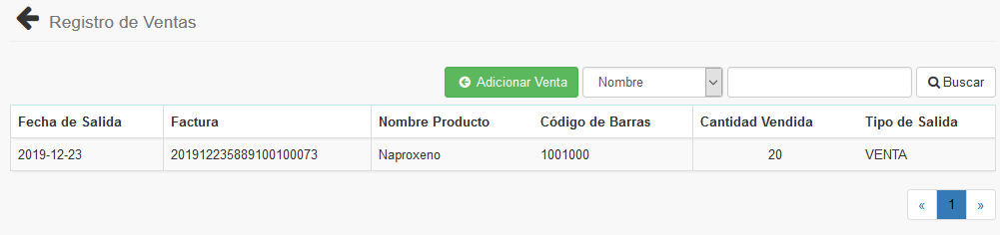 Registro de Ventas
Adicionar Venta Nombre Buscar
Fecha de Salida Factura Nombre Producto Código de Barras Cantidad Vendida Tipo de Salida
2019-12-23 201912235889100100073 Naproxeno 1001000 20 VENTA
« 1 »